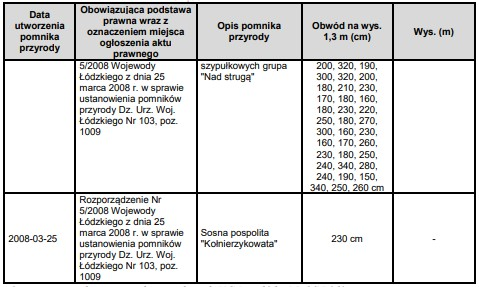 Data
utworzenia
pomnika
przyrody
Obowiązująca podstawa
prawna wraz z
oznaczeniem miejsca
ogłoszenia aktu
prawnego
Opis pomnika
przyrody
Obwód na wys.
1,3 m (cm)
Wys. (m)
5/2008 Wojewody
Łódzkiego z dnia 25
marca 2008 r. w sprawie
ustanowienia pomników
przyrody Dz. Urz. Woj.
Łódzkiego Nr 103, poz.
1009
szypułkowych grupa
"Nad strugą"
200, 320, 190,
300, 320, 200,
180, 210, 230,
170, 180, 160,
180, 230, 220,
250, 180, 270,
300, 160, 230,
160, 170, 260,
230, 180, 250,
240, 340, 280,
240, 190, 150,
340, 250, 260 cm
2008-03-25
Rozporządzenie Nr
5/2008 Wojewody
Łódzkiego z dnia 25
marca 2008 r. w sprawie
ustanowienia pomników
przyrody Dz. Urz. Woj.
Łódzkiego Nr 103, poz.
1009
Sosna pospolita
"Kołnierzykowata"
230 cm
-